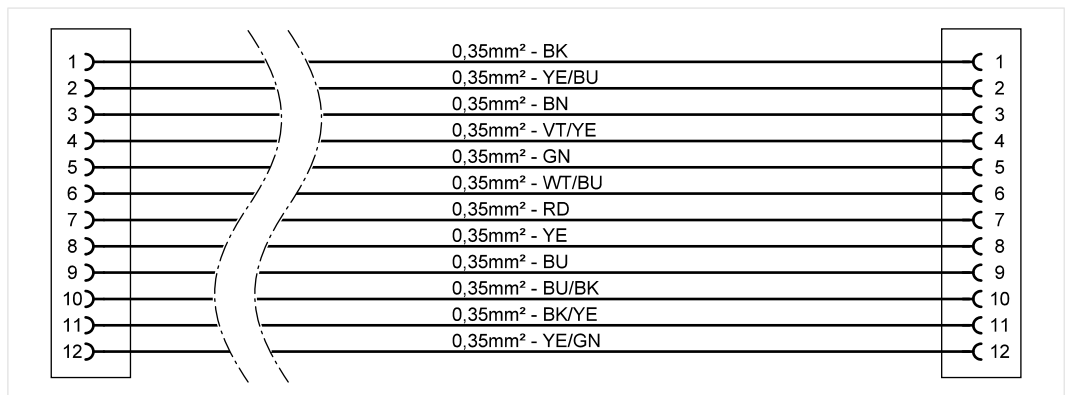 1 0,35mm² - BK 1
2 0,35mm² - YE/BU 2
3 0,35mm² - BN 3
4 0,35mm² - VT/YE 4
5 0,35mm² - GN 5
6 0,35mm² - WT/BU 6
7 0,35mm² - RD 7
8 0,35mm² - YE 8
9 0,35mm² - BU 9
10 0,35mm² - BU/BK 10
11 0,35mm² - BK/YE 11
12 0,35mm² - YE/GN 12